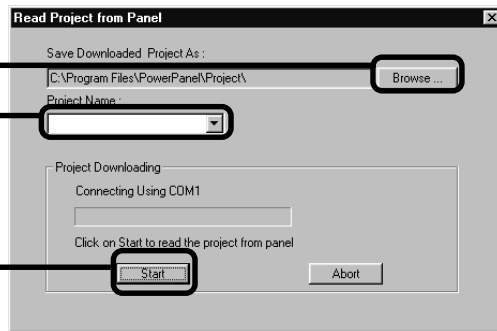 Read Project from Panel
Save Downloaded Project As :
C:\Program Files\PowerPanel\Project\ Browse ...
Project Name :
Project Downloading
Connecting Using COM1
Click on Start to read the project from panel
Start Abort